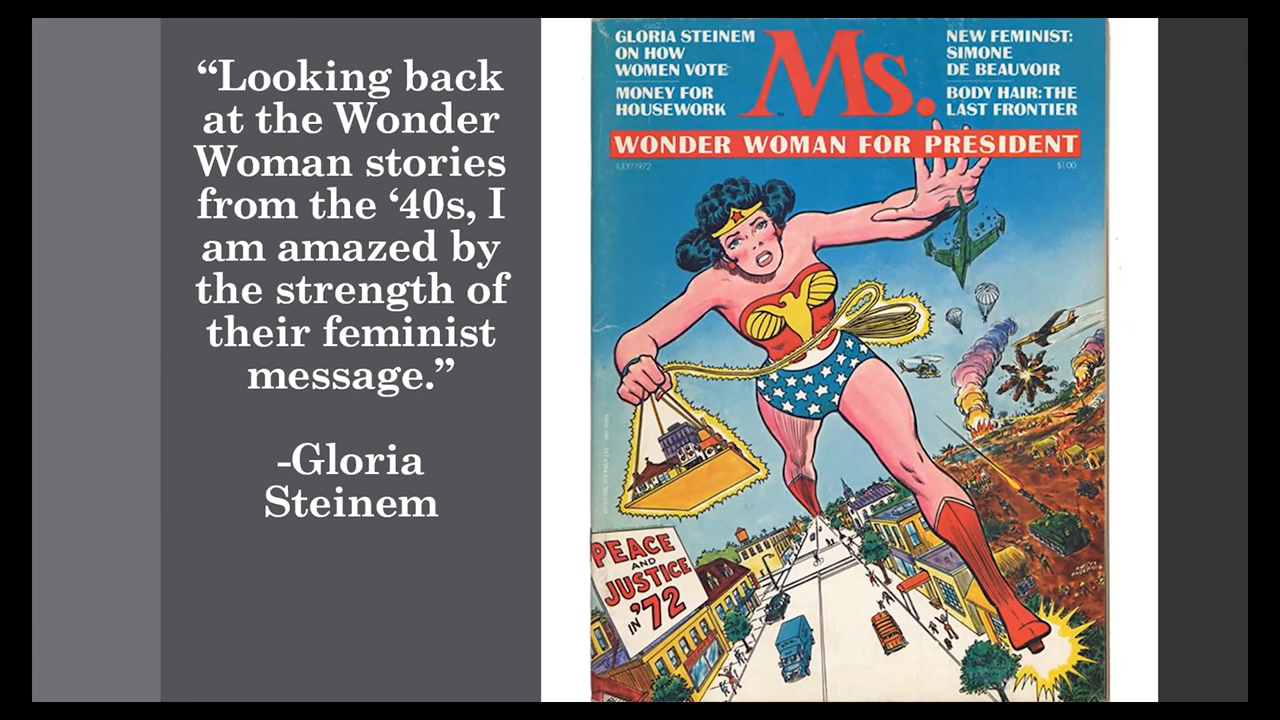 “Looking back
at the Wonder
Woman stories
from the ‘40s, I
am amazed by
the strength of
their feminist
message.”
-Gloria
Steinem
GLORIA STEINEM
ON HOW
WOMEN VOTE
MONEY FOR
HOUSEWORK
Ms.
NEW FEMINIST:
SIMONE
DE BEAUVOIR
BODY HAIR: THE
LAST FRONTIER
WONDER WOMAN FOR PRESIDENT
JULY/1972
$1.00
PEACE
AND
JUSTICE
IN ’72